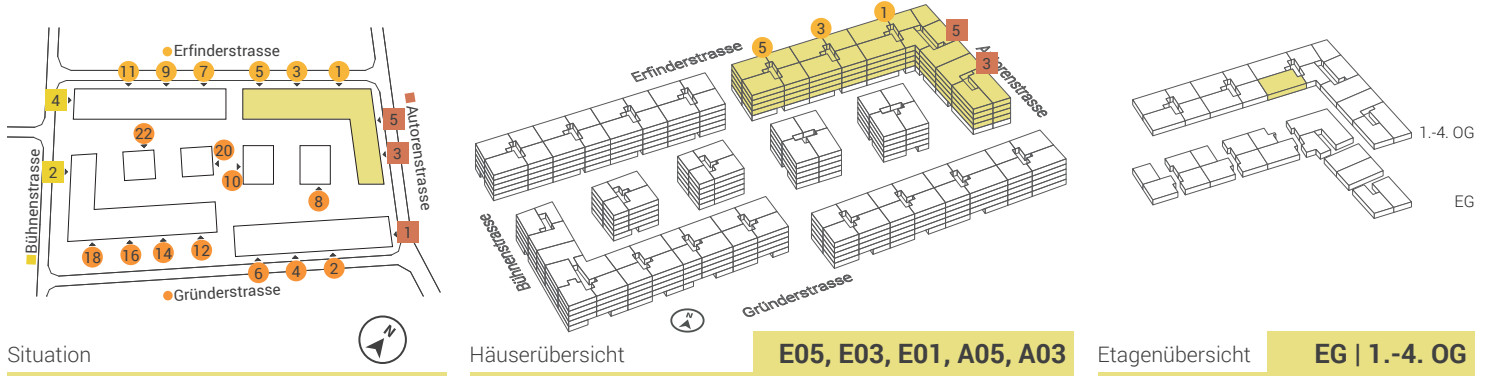 Erfinderstrasse
11 9 7 5 3 1
4
5
Autorenstrasse
22
20
3
2
10
8
Bühnenstrasse
1
18 16 14 12
6 4 2
Gründerstrasse
N
Situation
1
3
5
5
Erfinderstrasse
3
Autorenstrasse
Bühnenstrasse
Gründerstrasse
N
Häuserübersicht
E05, E03, E01, A05, A03
1.-4. OG
EG
Etagenübersicht
EG | 1.-4. OG